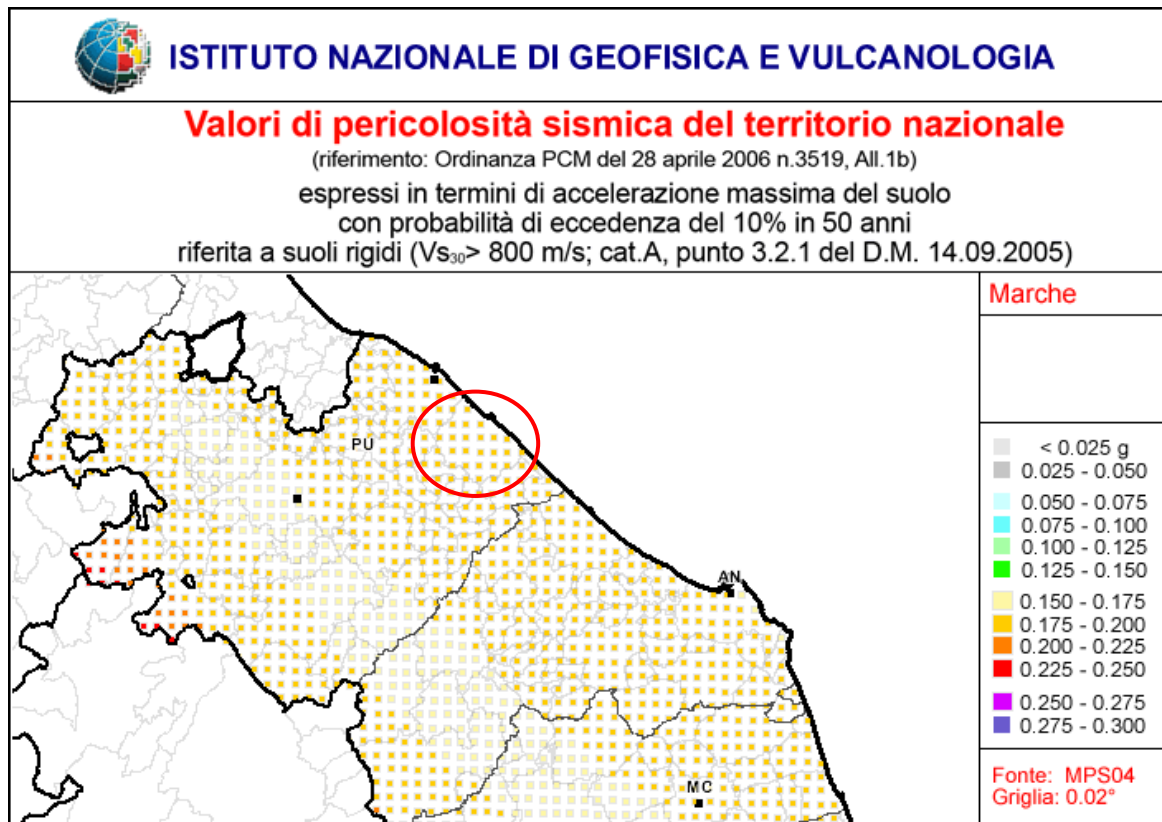 ISTITUTO NAZIONALE DI GEOFISICA E VULCANOLOGIA
Valori di pericolosità sismica del territorio nazionale
(riferimento: Ordinanza PCM del 28 aprile 2006 n.3519, All.1b)
espressi in termini di accelerazione massima del suolo
con probabilità di eccedenza del 10% in 50 anni
riferita a suoli rigidi (Vs₃₀> 800 m/s; cat.A, punto 3.2.1 del D.M. 14.09.2005)
Marche
PU
AN
MC
< 0.025 g
0.025 - 0.050
0.050 - 0.075
0.075 - 0.100
0.100 - 0.125
0.125 - 0.150
0.150 - 0.175
0.175 - 0.200
0.200 - 0.225
0.225 - 0.250
0.250 - 0.275
0.275 - 0.300
Fonte: MPS04
Griglia: 0.02°